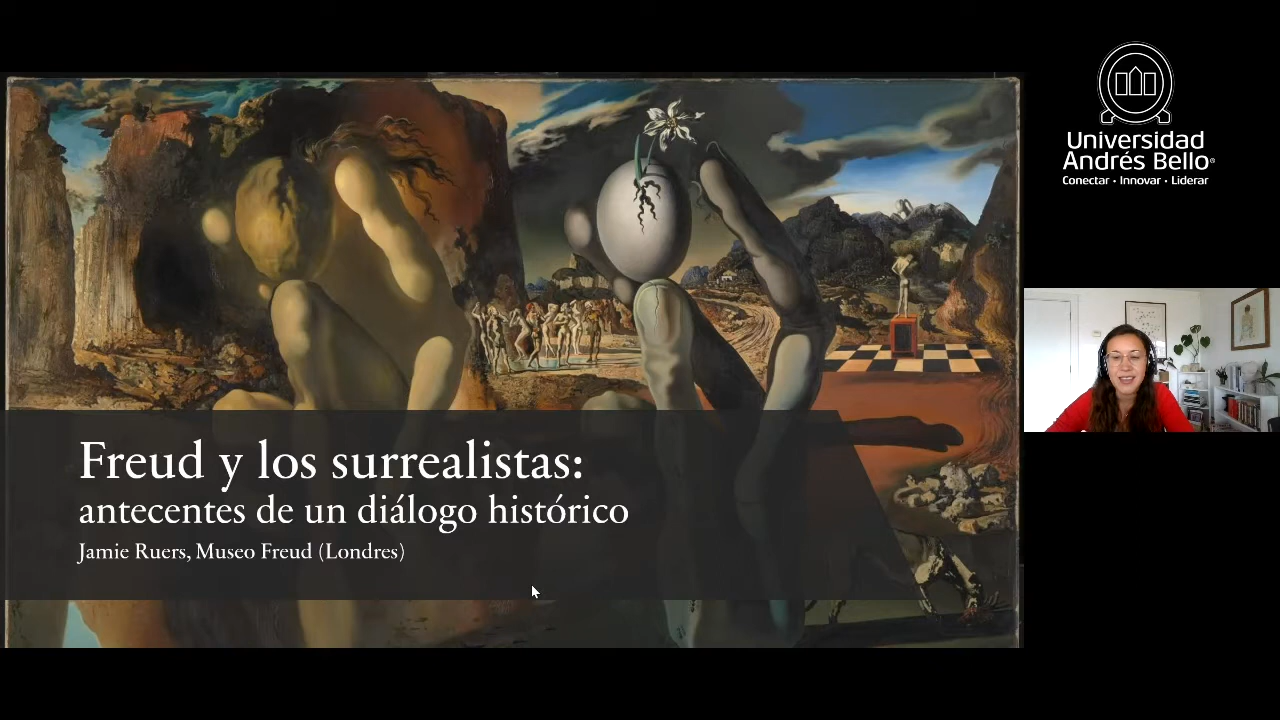 Freud y los surrealistas:
antecentes de un diálogo histórico
Jamie Ruers, Museo Freud (Londres)
Universidad
Andrés Bello®
Conectar · Innovar · Liderar